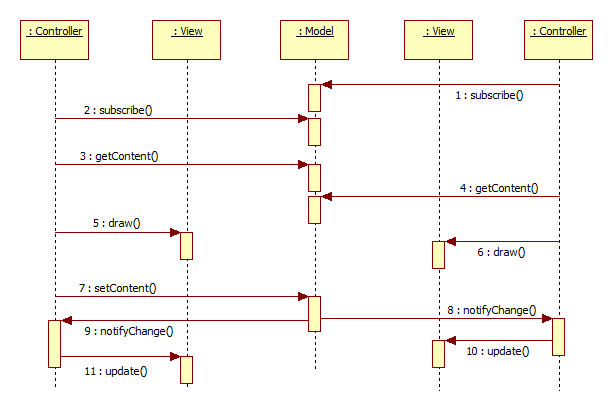 : Controller
: View
: Model
: View
: Controller
1 : subscribe()
2 : subscribe()
3 : getContent()
4 : getContent()
5 : draw()
6 : draw()
7 : setContent()
8 : notifyChange()
9 : notifyChange()
10 : update()
11 : update()